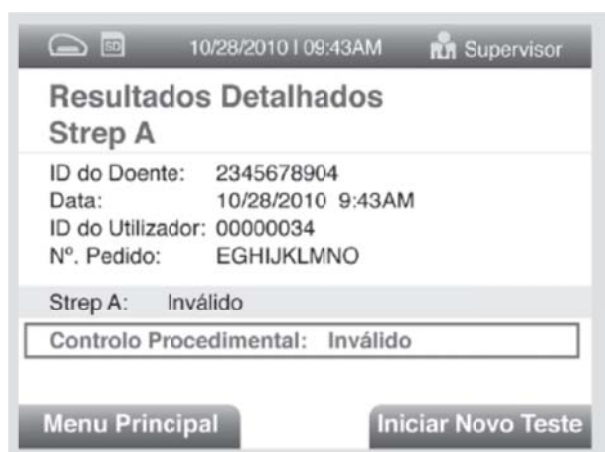 SD 10/28/2010 | 09:43AM Supervisor
Resultados Detalhados
Strep A
ID do Doente: 2345678904
Data: 10/28/2010 9:43AM
ID do Utilizador: 00000034
Nº. Pedido: EGHIJKLMNO
Strep A: Inválido
Controlo Procedimental: Inválido
Menu Principal Iniciar Novo Teste